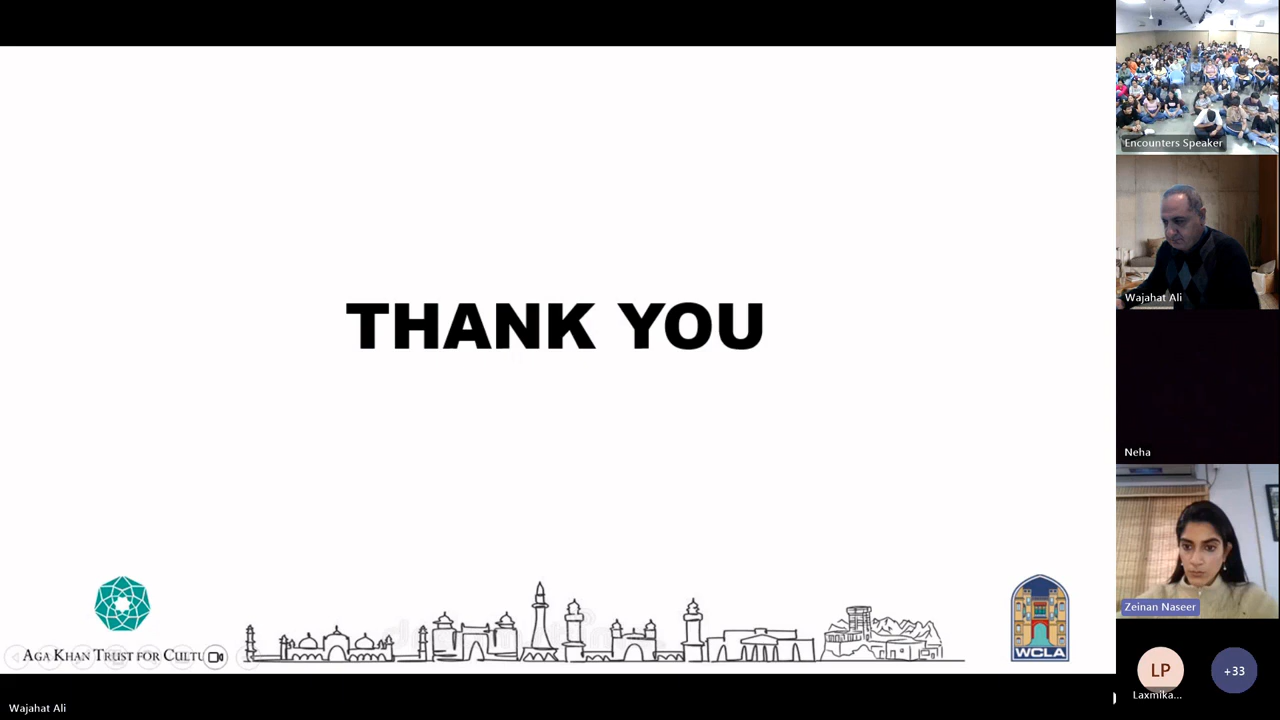 THANK YOU
AGA KHAN TRUST FOR CULTU
WCLA
Wajahat Ali
Encounters Speaker
Wajahat Ali
Neha
Zeinan Naseer
LP
Laxmika...
+33